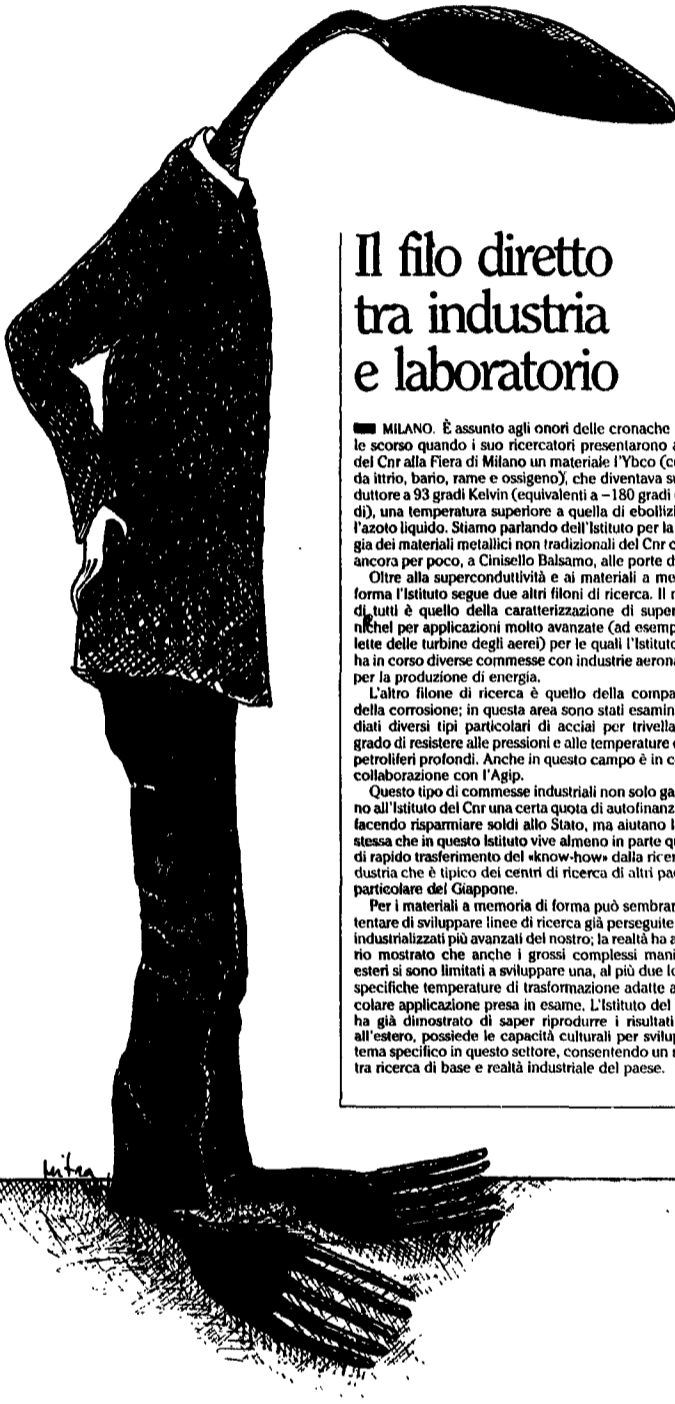 Il filo diretto
tra industria
e laboratorio
MILANO. È assunto agli onori delle cronache
le scorso quando i suo ricercatori presentarono a
del Cnr alla Fiera di Milano un materiale l'Ybco (c
da ittrio, bario, rame e ossigeno), che diventava su
duttore a 93 gradi Kelvin (equivalenti a −180 gradi
di), una temperatura superiore a quella di ebolliz
l'azoto liquido. Stiamo parlando dell'Istituto per la
gia dei materiali metallici non tradizionali del Cnr c
ancora per poco, a Cinisello Balsamo, alle porte d
Oltre alla superconduttività e ai materiali a me
forma l'Istituto segue due altri filoni di ricerca. Il
di tutti è quello della caratterizzazione di super
nichel per applicazioni molto avanzate (ad esemp
lette delle turbine degli aerei) per le quali l'Istituto
ha in corso diverse commesse con industrie aerona
per la produzione di energia.
L'altro filone di ricerca è quello della compa
della corrosione; in questa area sono stati esamin
diati diversi tipi particolari di acciai per trivella
grado di resistere alle pressioni e alle temperature
petroliferi profondi. Anche in questo campo è in c
collaborazione con l'Agip.
Questo tipo di commesse industriali non solo ga
no all'Istituto del Cnr una certa quota di autofinanz
facendo risparmiare soldi allo Stato, ma aiutano l
stessa che in questo Istituto vive almeno in parte q
di rapido trasferimento del «know-how» dalla ricer
dustria che è tipico dei centri di ricerca di altri pa
particolare del Giappone.
Per i materiali a memoria di forma può sembrar
tentare di sviluppare linee di ricerca già perseguite
industrializzati più avanzati del nostro; la realtà ha a
rio mostrato che anche i grossi complessi mani
esteri si sono limitati a sviluppare una, al più due lo
specifiche temperature di trasformazione adatte a
colare applicazione presa in esame. L'Istituto del
ha già dimostrato di saper riprodurre i risultati
all'estero, possiede le capacità culturali per svilup
tema specifico in questo settore, consentendo un
tra ricerca di base e realtà industriale del paese.